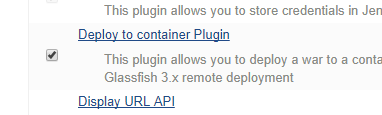 This plugin allows you to store credentials in Jen
Deploy to container Plugin
This plugin allows you to deploy a war to a conta
Glassfish 3.x remote deployment
Display URL API